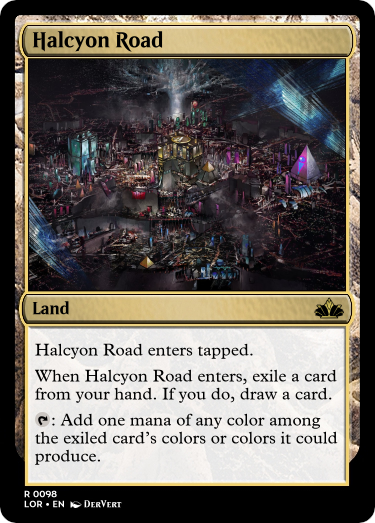 Halcyon Road
Land
Halcyon Road enters tapped.
When Halcyon Road enters, exile a card
from your hand. If you do, draw a card.
: Add one mana of any color among
the exiled card's colors or colors it could
produce.
R 0098
LOR • EN DerVert